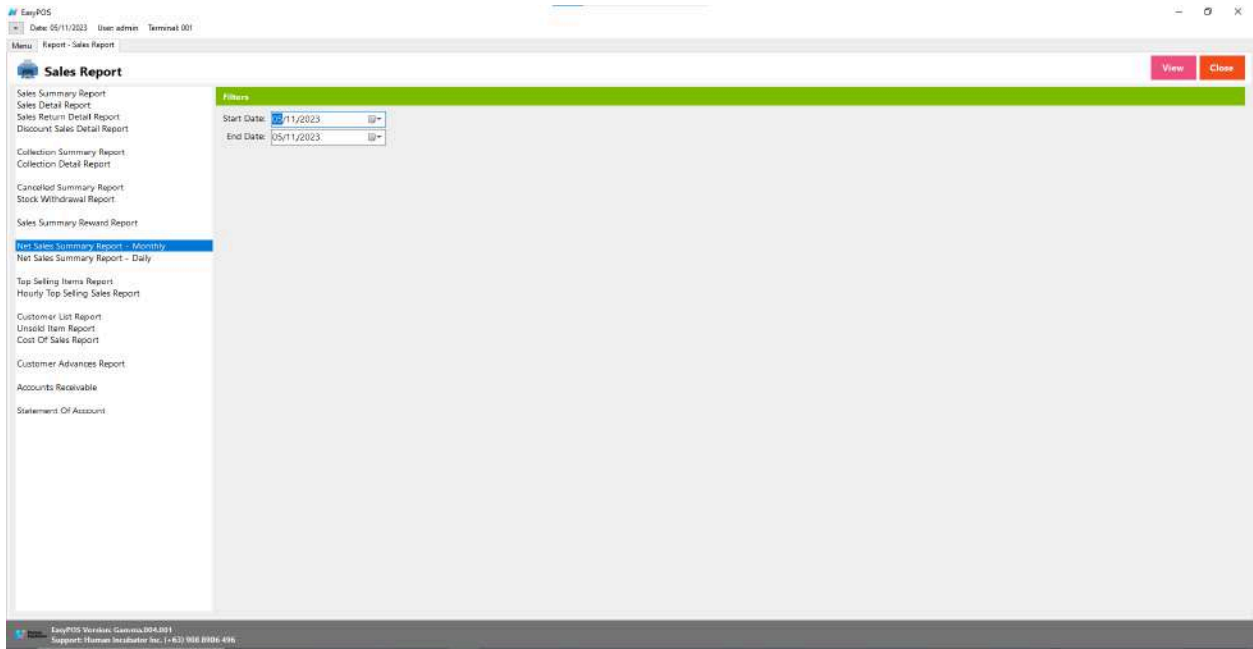 EasyPOS
Date: 05/11/2023 User: admin Terminal: 001
Menu Report - Sales Report
Sales Report
View Close
Sales Summary Report
Sales Detail Report
Sales Return Detail Report
Discount Sales Detail Report
Collection Summary Report
Collection Detail Report
Cancelled Summary Report
Stock Withdrawal Report
Sales Summary Reward Report
Net Sales Summary Report - Monthly
Net Sales Summary Report - Daily
Top Selling Items Report
Hourly Top Selling Sales Report
Customer List Report
Unsold Item Report
Cost Of Sales Report
Customer Advances Report
Accounts Receivable
Statement Of Account
Filters
Start Date: 05/11/2023
End Date: 05/11/2023
EasyPOS Version: Gamma.004.001
Support: Human Incubator Inc. (+63) 908 8906 496